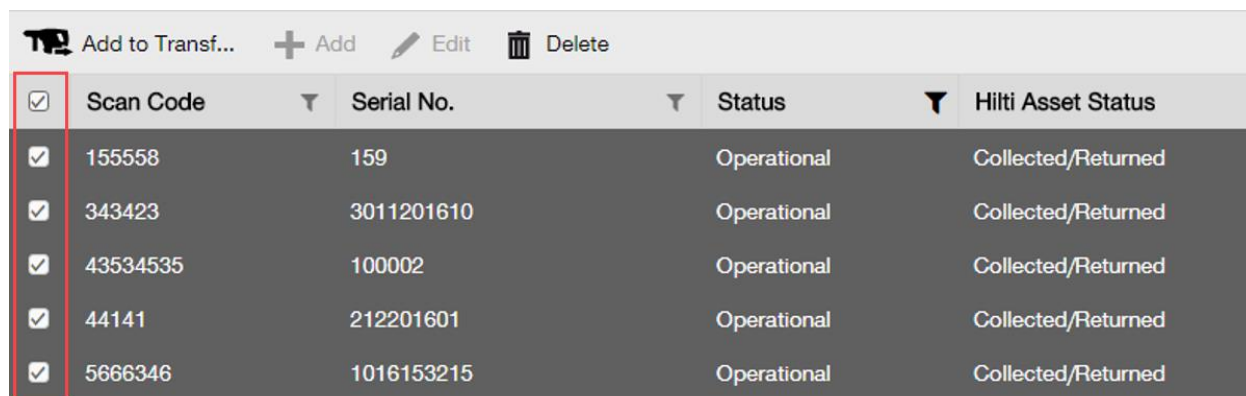 Add to Transf... Add Edit Delete
Scan Code Serial No. Status Hilti Asset Status
155558 159 Operational Collected/Returned
343423 3011201610 Operational Collected/Returned
43534535 100002 Operational Collected/Returned
44141 212201601 Operational Collected/Returned
5666346 1016153215 Operational Collected/Returned